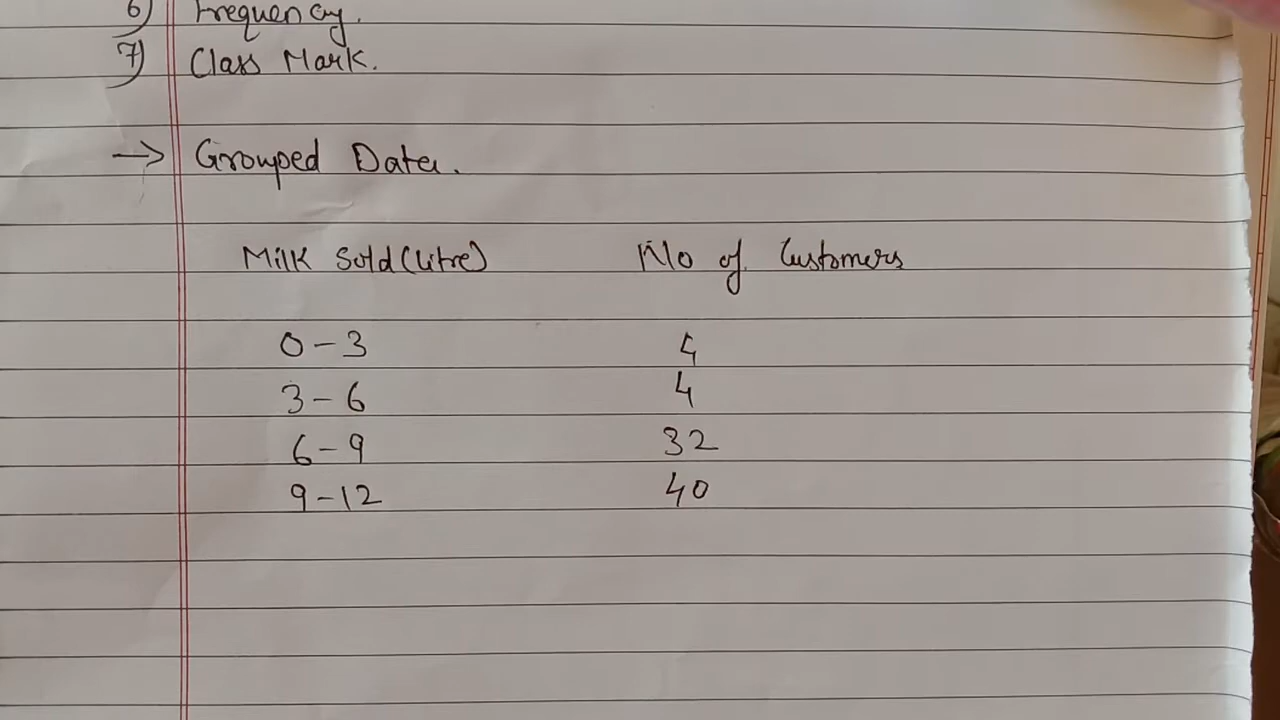 6) Frequency.
7) Class Mark.
→ Grouped Data.
Milk Sold (Litre) No of Customers
0-3 4
3-6 4
6-9 32
9-12 40